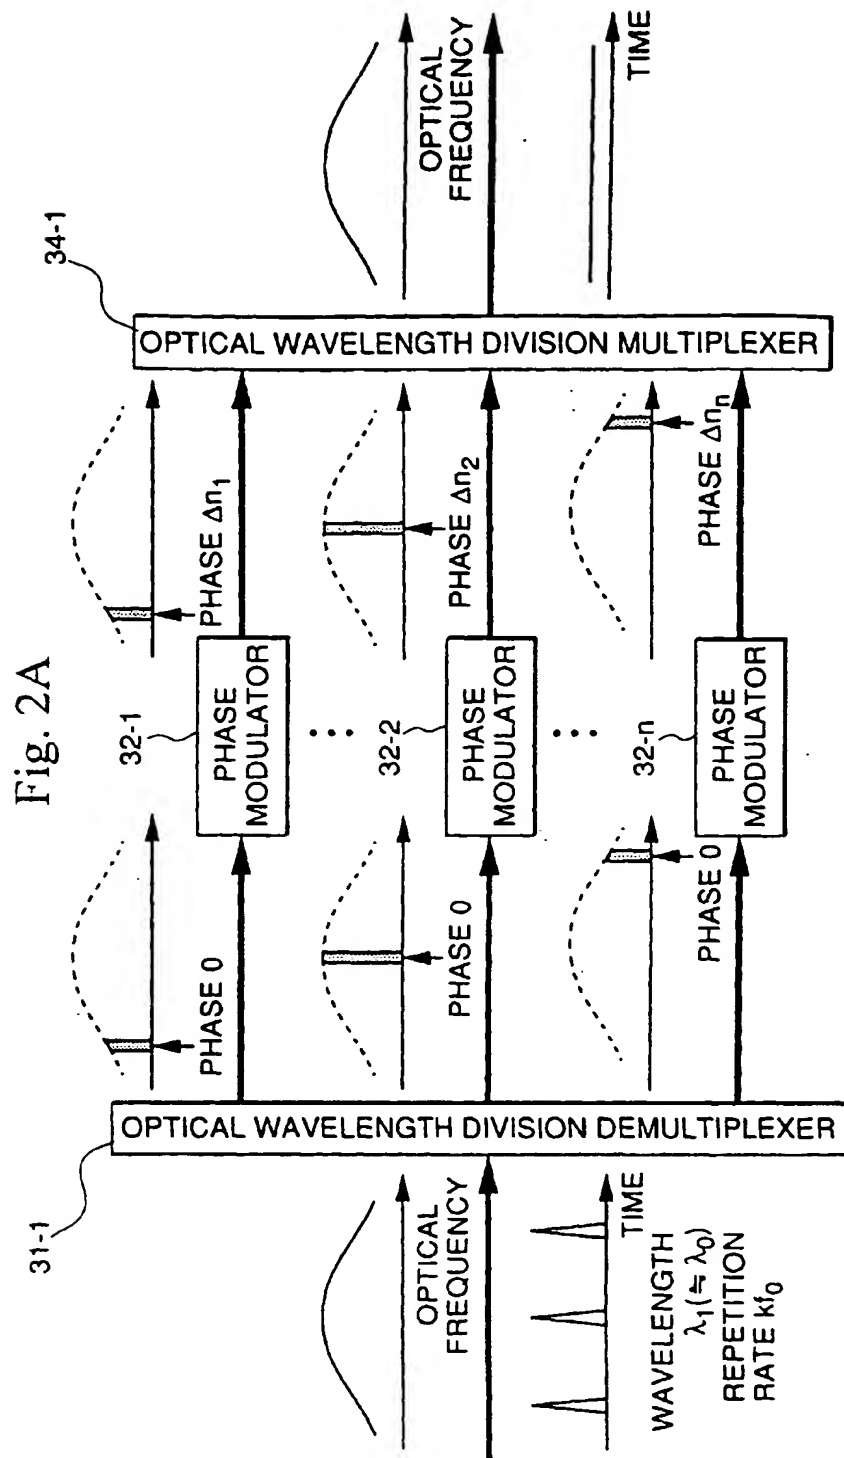 Fig. 2A
31-1
OPTICAL
FREQUENCY
TIME
WAVELENGTH
λ1(≒λ0)
REPETITION
RATE kf0
OPTICAL WAVELENGTH DIVISION DEMULTIPLEXER
PHASE 0
PHASE 0
PHASE 0
32-1
PHASE
MODULATOR
•••
32-2
PHASE
MODULATOR
•••
32-n
PHASE
MODULATOR
PHASE Δn1
PHASE Δn2
PHASE Δnn
34-1
OPTICAL WAVELENGTH DIVISION MULTIPLEXER
OPTICAL
FREQUENCY
TIME